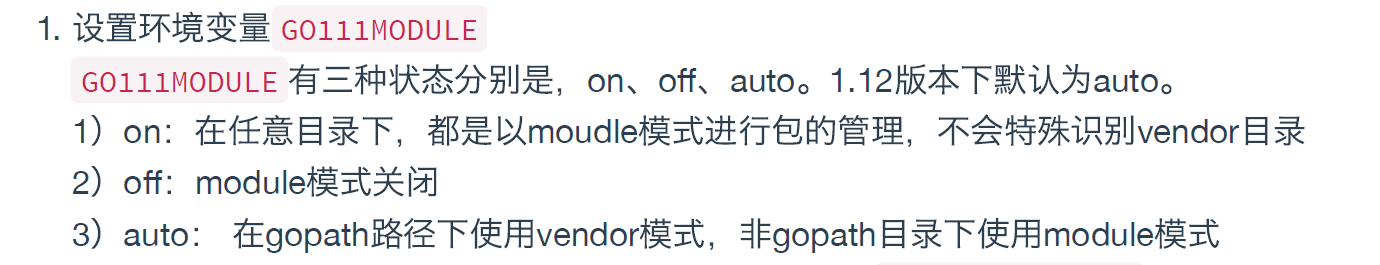 1. 设置环境变量 GO111MODULE
GO111MODULE 有三种状态分别是，on、off、auto。1.12版本下默认为auto。
1）on：在任意目录下，都是以moudle模式进行包的管理，不会特殊识别vendor目录
2）off：module模式关闭
3）auto： 在gopath路径下使用vendor模式，非gopath目录下使用module模式